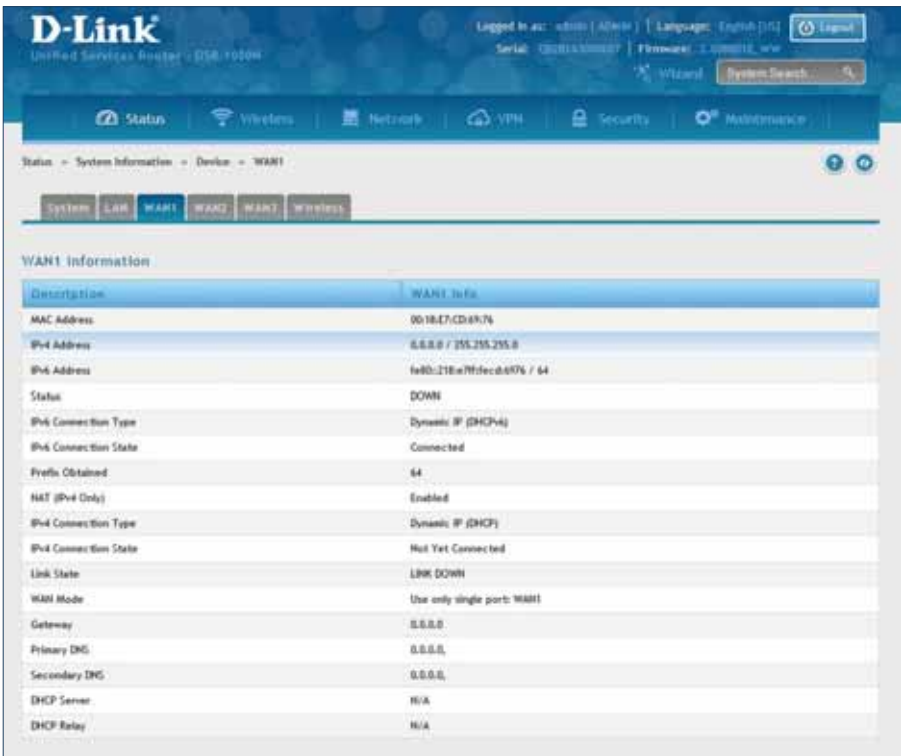 D-Link
Unified Services Router - DSR-1000N
Logged in as: admin [ ADMIN ] | Language: English [US]
Logout
Serial: | Firmware:
Wizard
System Search...
Status
Wireless
Network
VPN
Security
Maintenance
Status » System Information » Device » WAN1
System LAN WAN1 WAN2 WAN3 Wireless
WAN1 Information
Description WAN1 Info
MAC Address 00:18:E7:CD:69:76
IPv4 Address 0.0.0.0 / 255.255.255.0
IPv6 Address fe80::218:e7ff:fecd:6976 / 64
Status DOWN
IPv6 Connection Type Dynamic IP (DHCPv6)
IPv6 Connection State Connected
Prefix Obtained 64
NAT (IPv4 Only) Enabled
IPv4 Connection Type Dynamic IP (DHCP)
IPv4 Connection State Not Yet Connected
Link State LINK DOWN
WAN Mode Use only single port: WAN1
Gateway 0.0.0.0
Primary DNS 0.0.0.0,
Secondary DNS 0.0.0.0,
DHCP Server N/A
DHCP Relay N/A